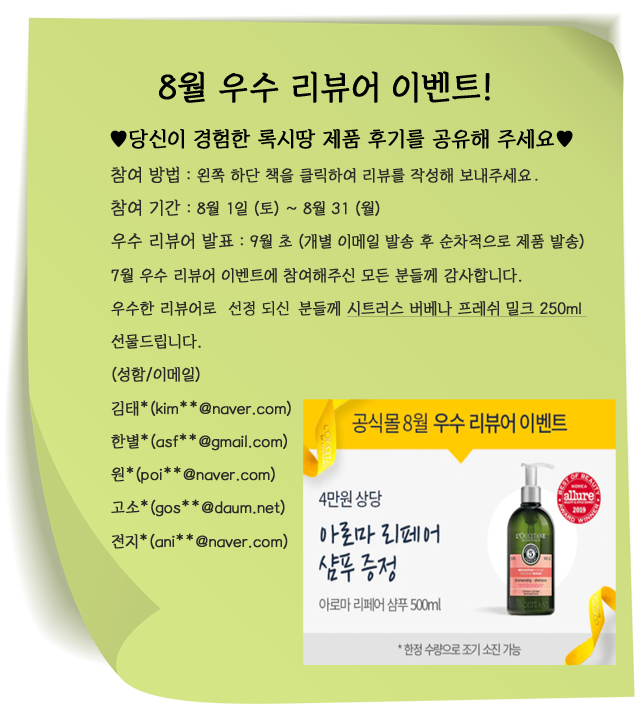 8월 우수 리뷰어 이벤트!
♥당신이 경험한 록시땅 제품 후기를 공유해 주세요♥
참여 방법 : 왼쪽 하단 책을 클릭하여 리뷰를 작성해 보내주세요.
참여 기간 : 8월 1일 (토) ~ 8월 31 (월)
우수 리뷰어 발표 : 9월 초 (개별 이메일 발송 후 순차적으로 제품 발송)
7월 우수 리뷰어 이벤트에 참여해주신 모든 분들께 감사합니다.
우수한 리뷰어로 선정 되신 분들께 시트러스 버베나 프레쉬 밀크 250ml
선물드립니다.
(성함/이메일)
김태*(kim**@naver.com)
한별*(asf**@gmail.com)
원*(poi**@naver.com)
고소*(gos**@daum.net)
전지*(ani**@naver.com)
공식몰 8월 우수 리뷰어 이벤트
4만원 상당
아로마 리페어
샴푸 증정
아로마 리페어 샴푸 500ml
BEST OF BEAUTY
KOREA
allure
2019
AWARD WINNER
L'OCCITANE
* 한정 수량으로 조기 소진 가능